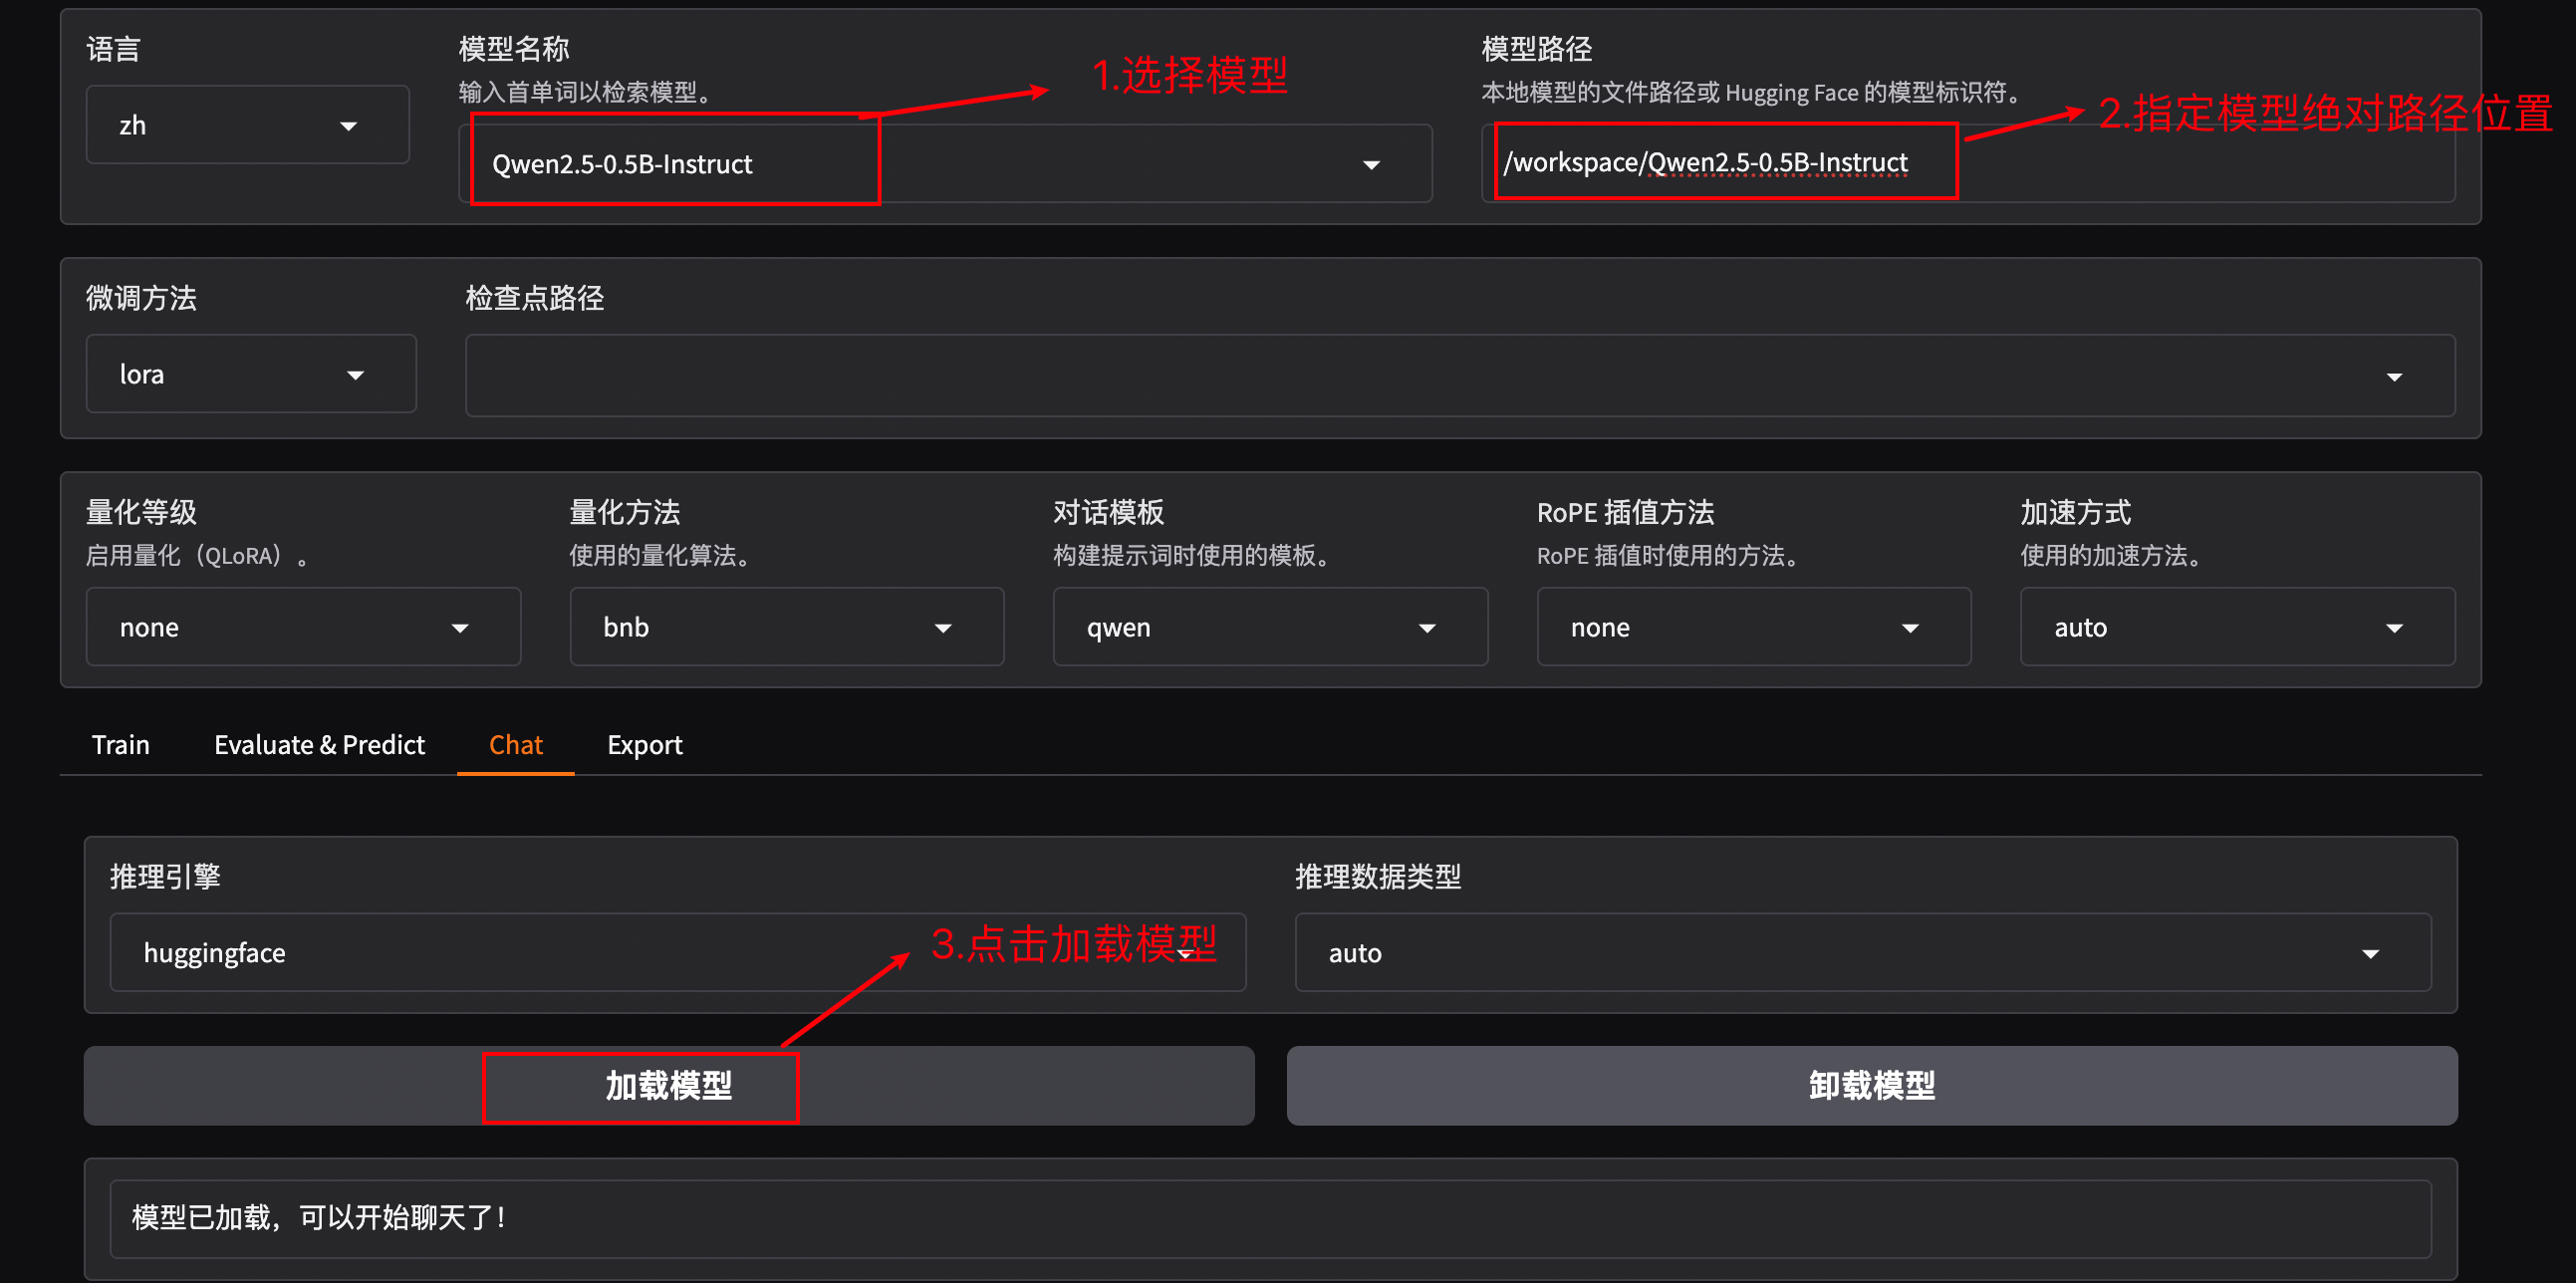 语言
zh
模型名称
输入首单词以检索模型。
Qwen2.5-0.5B-Instruct
1.选择模型
模型路径
本地模型的文件路径或 Hugging Face 的模型标识符。
/workspace/Qwen2.5-0.5B-Instruct
2.指定模型绝对路径位置
微调方法
lora
检查点路径
量化等级
启用量化（QLoRA）。
none
量化方法
使用的量化算法。
bnb
对话模板
构建提示词时使用的模板。
qwen
RoPE 插值方法
RoPE 插值时使用的方法。
none
加速方式
使用的加速方法。
auto
Train
Evaluate & Predict
Chat
Export
推理引擎
huggingface
3.点击加载模型
推理数据类型
auto
加载模型
卸载模型
模型已加载，可以开始聊天了！